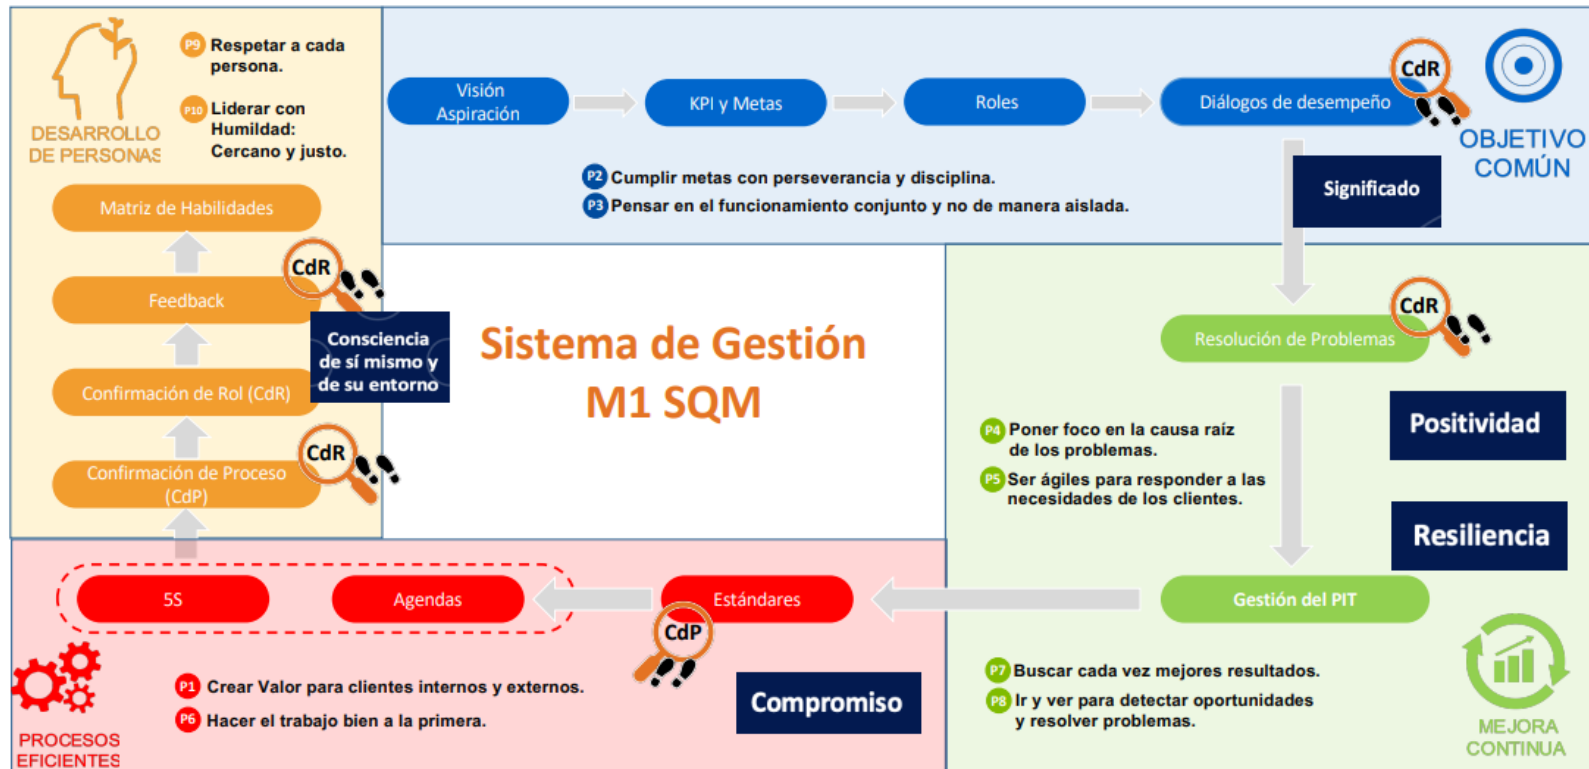 P9 Respetar a cada
persona.
P10 Liderar con
Humildad:
Cercano y justo.
DESARROLLO
DE PERSONAS
Matriz de Habilidades
CdR
Feedback
Consciencia
de sí mismo y
de su entorno
Confirmación de Rol (CdR)
CdR
Confirmación de Proceso
(CdP)
Visión
Aspiración
KPI y Metas
Roles
Diálogos de desempeño
CdR
OBJETIVO
COMÚN
P2 Cumplir metas con perseverancia y disciplina.
P3 Pensar en el funcionamiento conjunto y no de manera aislada.
Significado
Sistema de Gestión
M1 SQM
Resolución de Problemas
CdR
P4 Poner foco en la causa raíz
de los problemas.
P5 Ser ágiles para responder a las
necesidades de los clientes.
Positividad
Resiliencia
Gestión del PIT
P7 Buscar cada vez mejores resultados.
P8 Ir y ver para detectar oportunidades
y resolver problemas.
MEJORA
CONTINUA
5S
Agendas
Estándares
CdP
P1 Crear Valor para clientes internos y externos.
P6 Hacer el trabajo bien a la primera.
Compromiso
PROCESOS
EFICIENTES